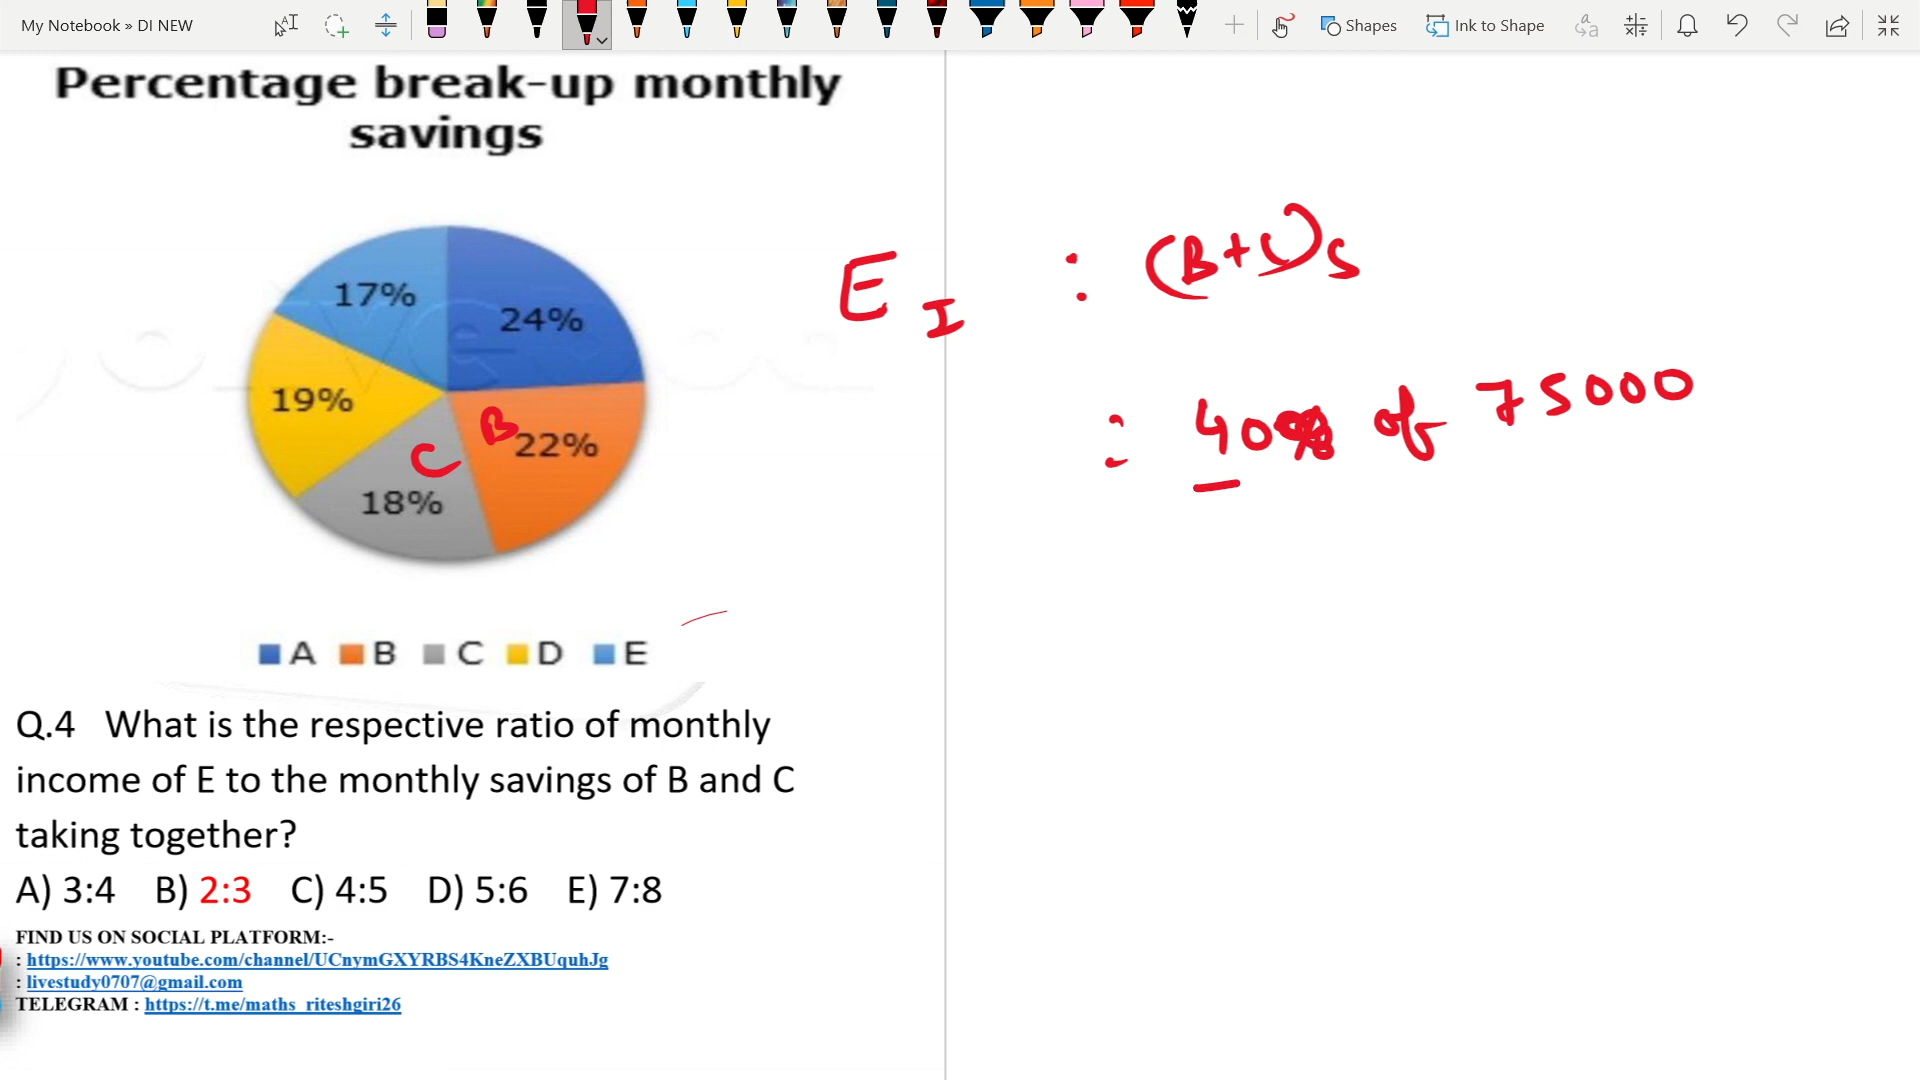 My Notebook » DI NEW
Shapes
Ink to Shape
Percentage break-up monthly
savings
17%
24%
19%
B
22%
C
18%
A B C D E
Q.4 What is the respective ratio of monthly
income of E to the monthly savings of B and C
taking together?
A) 3:4 B) 2:3 C) 4:5 D) 5:6 E) 7:8
FIND US ON SOCIAL PLATFORM:-
: https://www.youtube.com/channel/UCnymGXYRBS4KneZXBUquhJg
: livestudy0707@gmail.com
TELEGRAM : https://t.me/maths_riteshgiri26
E I : (B+C)S
: 40% of 75000